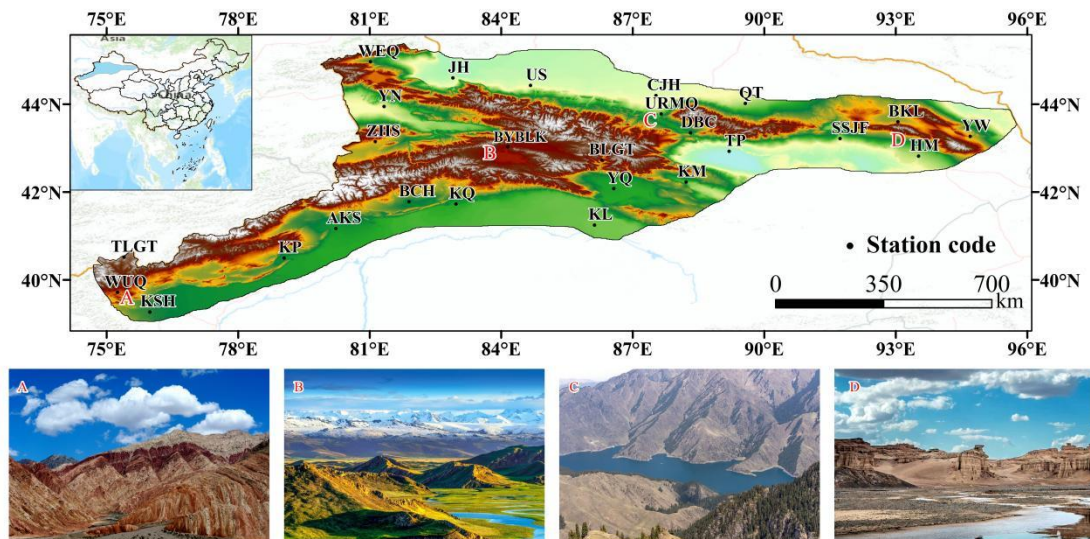 75°E 78°E 81°E 84°E 87°E 90°E 93°E 96°E
Asia
China
WEQ
JH
US
CJH
QT
44°N
44°N
YN
URMQ
BKL
C
DBC
SSJF
YW
ZHS
BYBLK
TP
D
B
BLGT
HM
42°N
42°N
KM
BCH
KQ
YQ
AKS
KL
TLGT
KP
Station code
40°N
40°N
WUQ
A
KSH
0 350 700
km
75°E 78°E 81°E 84°E 87°E 90°E 93°E 96°E
A
B
C
D